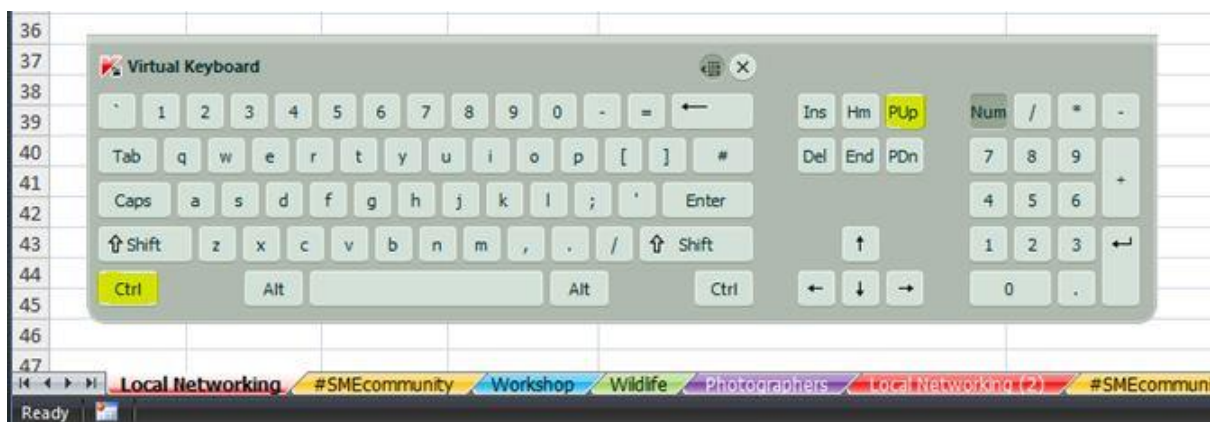 36
37
Virtual Keyboard
38
` 1 2 3 4 5 6 7 8 9 0 - = ← Ins Hm PUp Num / * -
39
40
Tab q w e r t y u i o p [ ] # Del End PDn 7 8 9 +
41
Caps a s d f g h j k l ; ' Enter 4 5 6
42
43
⇧ Shift z x c v b n m , . / ⇧ Shift ↑ 1 2 3 ↵
44
Ctrl Alt Alt Ctrl ← ↓ → 0 .
45
46
47
Local Networking #SMEcommunity Workshop Wildlife Photographers Local Networking (2) #SMEcommun
Ready